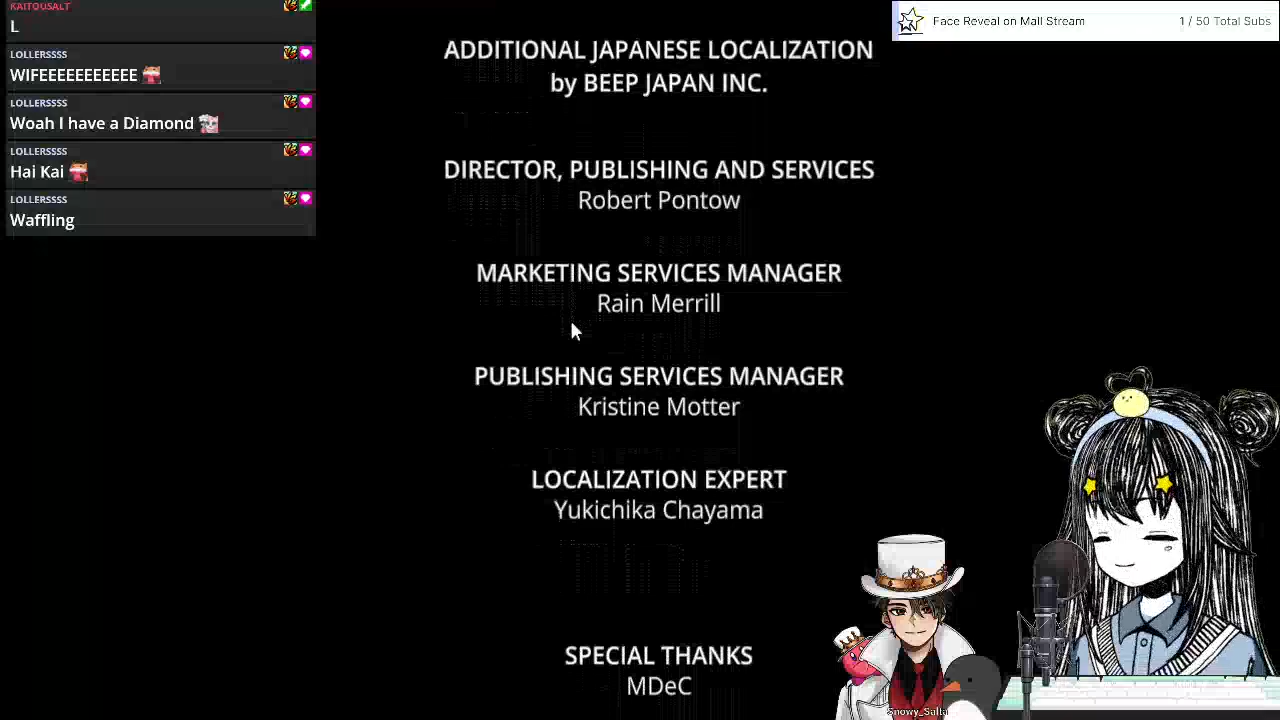 KAITOUSALT
L
LOLLERSSSS
WIFEEEEEEEEEEE
LOLLERSSSS
Woah I have a Diamond
LOLLERSSSS
Hai Kai
LOLLERSSSS
Waffling
Face Reveal on Mall Stream 1 / 50 Total Subs
ADDITIONAL JAPANESE LOCALIZATION
by BEEP JAPAN INC.
DIRECTOR, PUBLISHING AND SERVICES
Robert Pontow
MARKETING SERVICES MANAGER
Rain Merrill
PUBLISHING SERVICES MANAGER
Kristine Motter
LOCALIZATION EXPERT
Yukichika Chayama
SPECIAL THANKS
MDeC